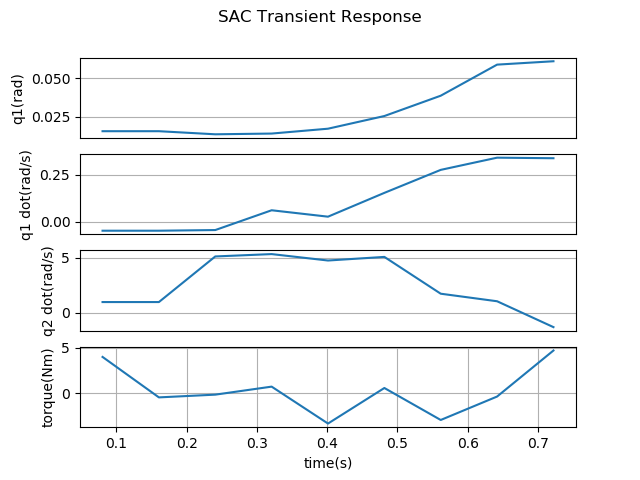 SAC Transient Response
q1(rad)
0.050
0.025
q1 dot(rad/s)
0.25
0.00
q2 dot(rad/s)
5
0
torque(Nm)
5
0
0.1 0.2 0.3 0.4 0.5 0.6 0.7
time(s)